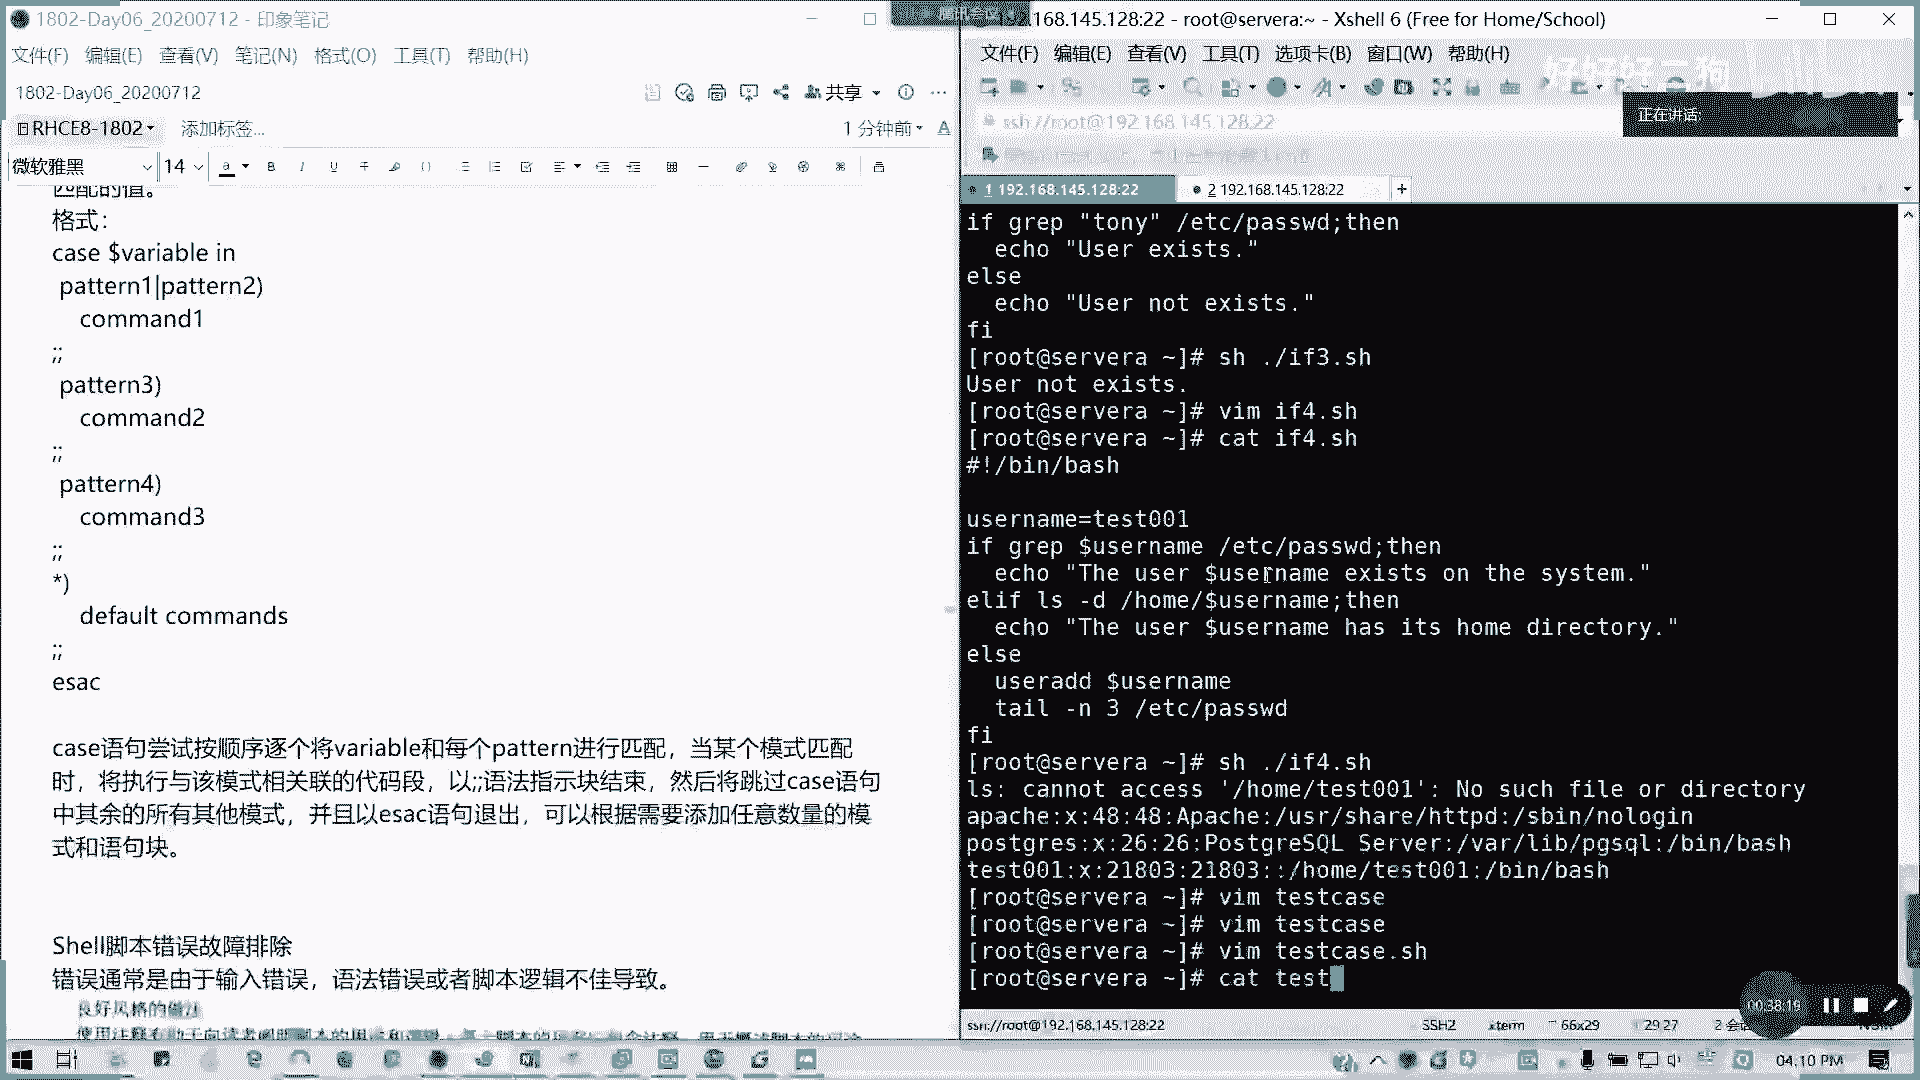 1802-Day06_20200712 - 印象笔记
文件(F) 编辑(E) 查看(V) 笔记(N) 格式(O) 工具(T) 帮助(H)
1802-Day06_20200712
共享
RHCE8-1802
添加标签...
1 分钟前
微软雅黑 14
匹配的值。
格式：
case $variable in
pattern1|pattern2)
command1
;;
pattern3)
command2
;;
pattern4)
command3
;;
*)
default commands
;;
esac
case语句尝试按顺序逐个将variable和每个pattern进行匹配，当某个模式匹配
时，将执行与该模式相关联的代码段，以;;语法指示块结束，然后将跳过case语句
中其余的所有其他模式，并且以esac语句退出，可以根据需要添加任意数量的模
式和语句块。
Shell脚本错误故障排除
错误通常是由于输入错误，语法错误或者脚本逻辑不佳导致。
良好风格的做法
腾讯会议
.168.145.128:22 - root@servera:~ - Xshell 6 (Free for Home/School)
文件(F) 编辑(E) 查看(V) 工具(T) 选项卡(B) 窗口(W) 帮助(H)
好好好二狗
正在讲话:
ssh://root@192.168.145.128:22
1 192.168.145.128:22
2 192.168.145.128:22
if grep "tony" /etc/passwd;then
echo "User exists."
else
echo "User not exists."
fi
[root@servera ~]# sh ./if3.sh
User not exists.
[root@servera ~]# vim if4.sh
[root@servera ~]# cat if4.sh
#!/bin/bash
username=test001
if grep $username /etc/passwd;then
echo "The user $username exists on the system."
elif ls -d /home/$username;then
echo "The user $username has its home directory."
else
useradd $username
tail -n 3 /etc/passwd
fi
[root@servera ~]# sh ./if4.sh
ls: cannot access '/home/test001': No such file or directory
apache:x:48:48:Apache:/usr/share/httpd:/sbin/nologin
postgres:x:26:26:PostgreSQL Server:/var/lib/pgsql:/bin/bash
test001:x:21803:21803::/home/test001:/bin/bash
[root@servera ~]# vim testcase
[root@servera ~]# vim testcase
[root@servera ~]# vim testcase.sh
[root@servera ~]# cat test
00:38:19
ssh://root@192.168.145.128:22 SSH2 xterm 66x29 29,27
04:10 PM